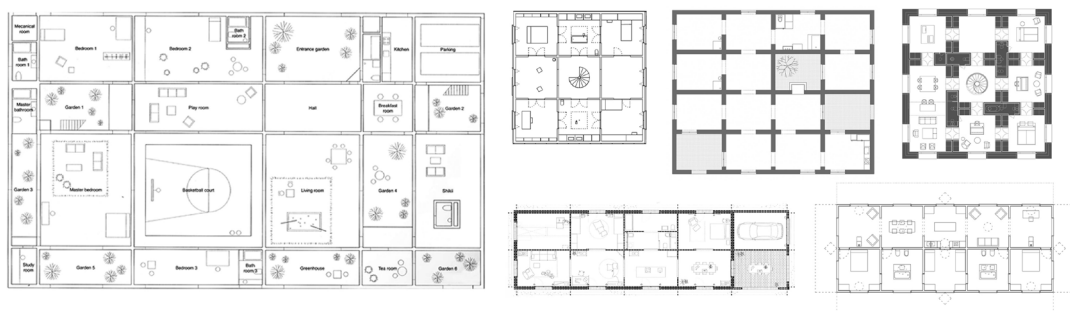 Mecanical
room
Bath
room 1
Bedroom 1
Bedroom 2
Bath
room 2
Entrance garden
Kitchen
Parking
Master
bathroom
Garden 1
Play room
Hall
Breakfast
room
Garden 2
Garden 3
Master bedroom
Basketball court
Living room
Garden 4
Shikii
Study
room
Garden 5
Bedroom 3
Bath
room 3
Greenhouse
Tea room
Garden 6